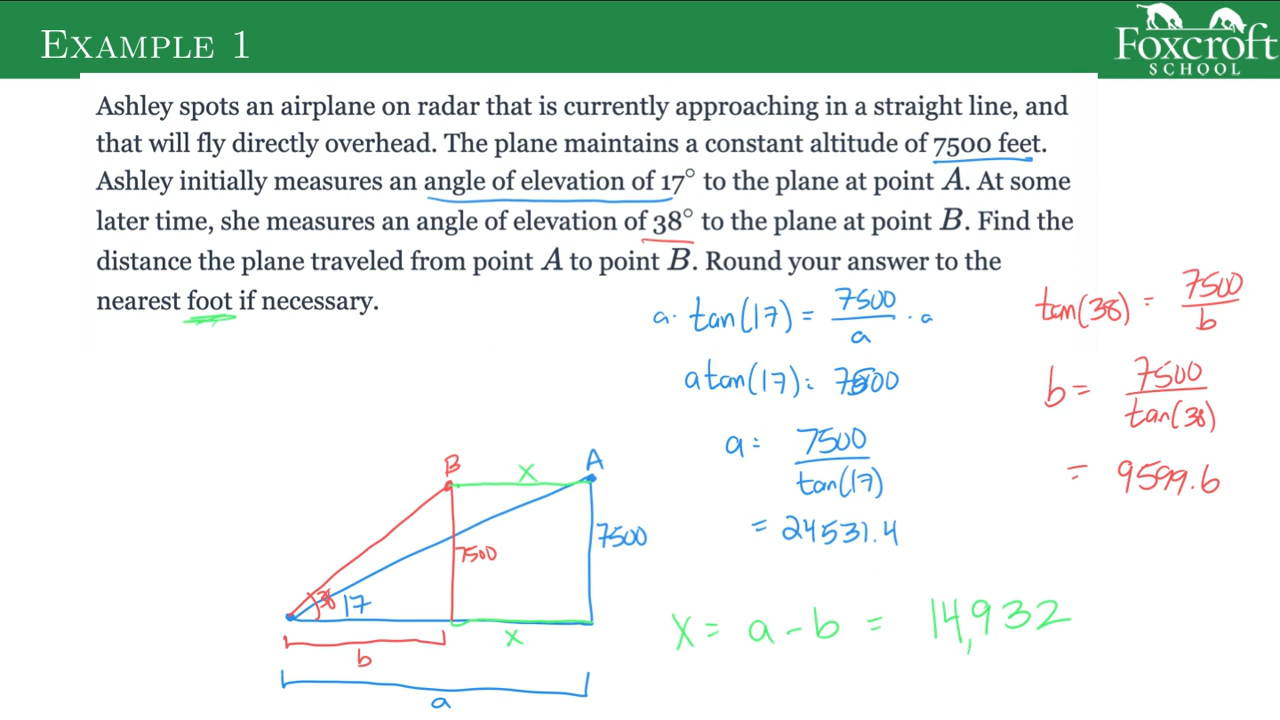 EXAMPLE 1
Foxcroft
SCHOOL
Ashley spots an airplane on radar that is currently approaching in a straight line, and
that will fly directly overhead. The plane maintains a constant altitude of 7500 feet.
Ashley initially measures an angle of elevation of 17° to the plane at point A. At some
later time, she measures an angle of elevation of 38° to the plane at point B. Find the
distance the plane traveled from point A to point B. Round your answer to the
nearest foot if necessary.
a · tan(17) = 7500/a · a
a tan(17) = 7500
a = 7500/tan(17)
= 24531.4
tan(38) = 7500/b
b = 7500/tan(38)
= 9599.6
B x A
7500 7500
38 17
b x
a
x = a - b = 14,932